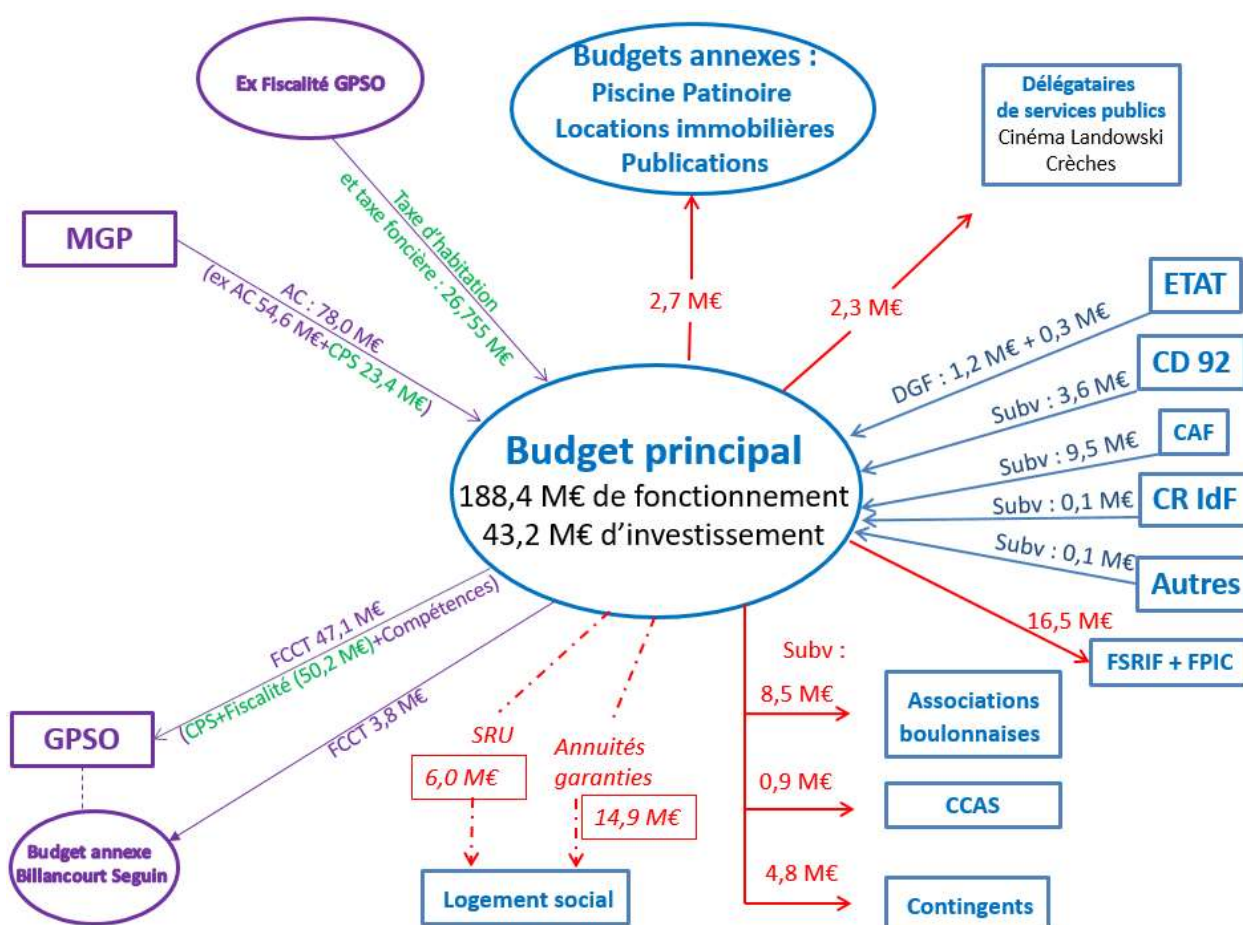 Ex Fiscalité GPSO
Budgets annexes :
Piscine Patinoire
Locations immobilières
Publications
Délégataires
de services publics
Cinéma Landowski
Crèches
MGP
Taxe d'habitation
et taxe foncière : 26,755 M€
AC : 78,0 M€
(ex AC 54,6 M€+CPS 23,4 M€)
2,7 M€
2,3 M€
ETAT
DGF : 1,2 M€ + 0,3 M€
CD 92
Subv : 3,6 M€
CAF
Subv : 9,5 M€
CR IdF
Subv : 0,1 M€
Autres
Subv : 0,1 M€
Budget principal
188,4 M€ de fonctionnement
43,2 M€ d'investissement
16,5 M€
FSRIF + FPIC
FCCT 47,1 M€
(CPS+Fiscalité (50,2 M€)+Compétences)
GPSO
FCCT 3,8 M€
Budget annexe
Billancourt Seguin
SRU
6,0 M€
Annuités
garanties
14,9 M€
Logement social
Subv :
8,5 M€
Associations
boulonnaises
0,9 M€
CCAS
4,8 M€
Contingents